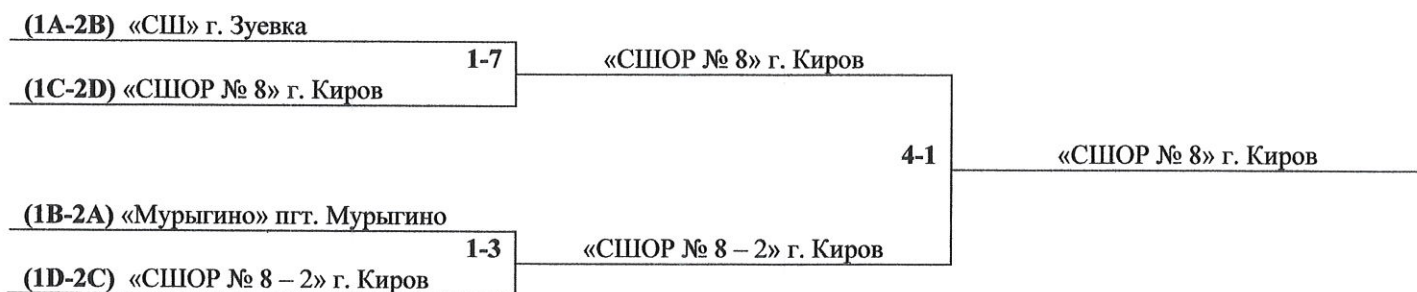 (1A-2B) «СШ» г. Зуевка
1-7
«СШОР № 8» г. Киров
(1C-2D) «СШОР № 8» г. Киров
4-1
«СШОР № 8» г. Киров
(1B-2A) «Мурыгино» пгт. Мурыгино
1-3
«СШОР № 8 – 2» г. Киров
(1D-2C) «СШОР № 8 – 2» г. Киров